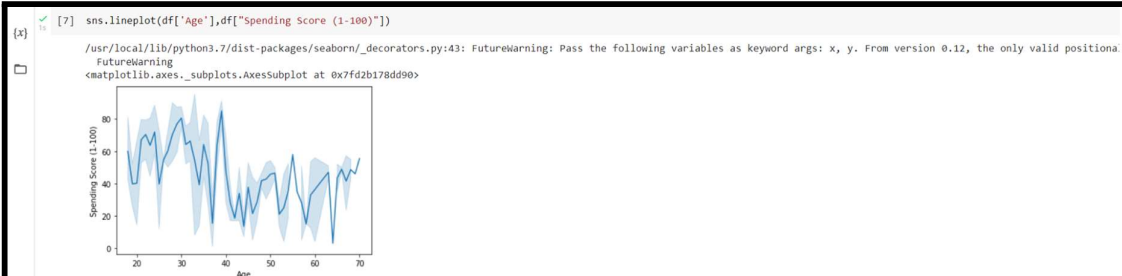 [7] sns.lineplot(df['Age'],df["Spending Score (1-100)"])
{x}
1s
/usr/local/lib/python3.7/dist-packages/seaborn/_decorators.py:43: FutureWarning: Pass the following variables as keyword args: x, y. From version 0.12, the only valid positiona
FutureWarning
<matplotlib.axes._subplots.AxesSubplot at 0x7fd2b178dd90>
80
60
40
20
0
Spending Score (1-100)
20 30 40 50 60 70
Age